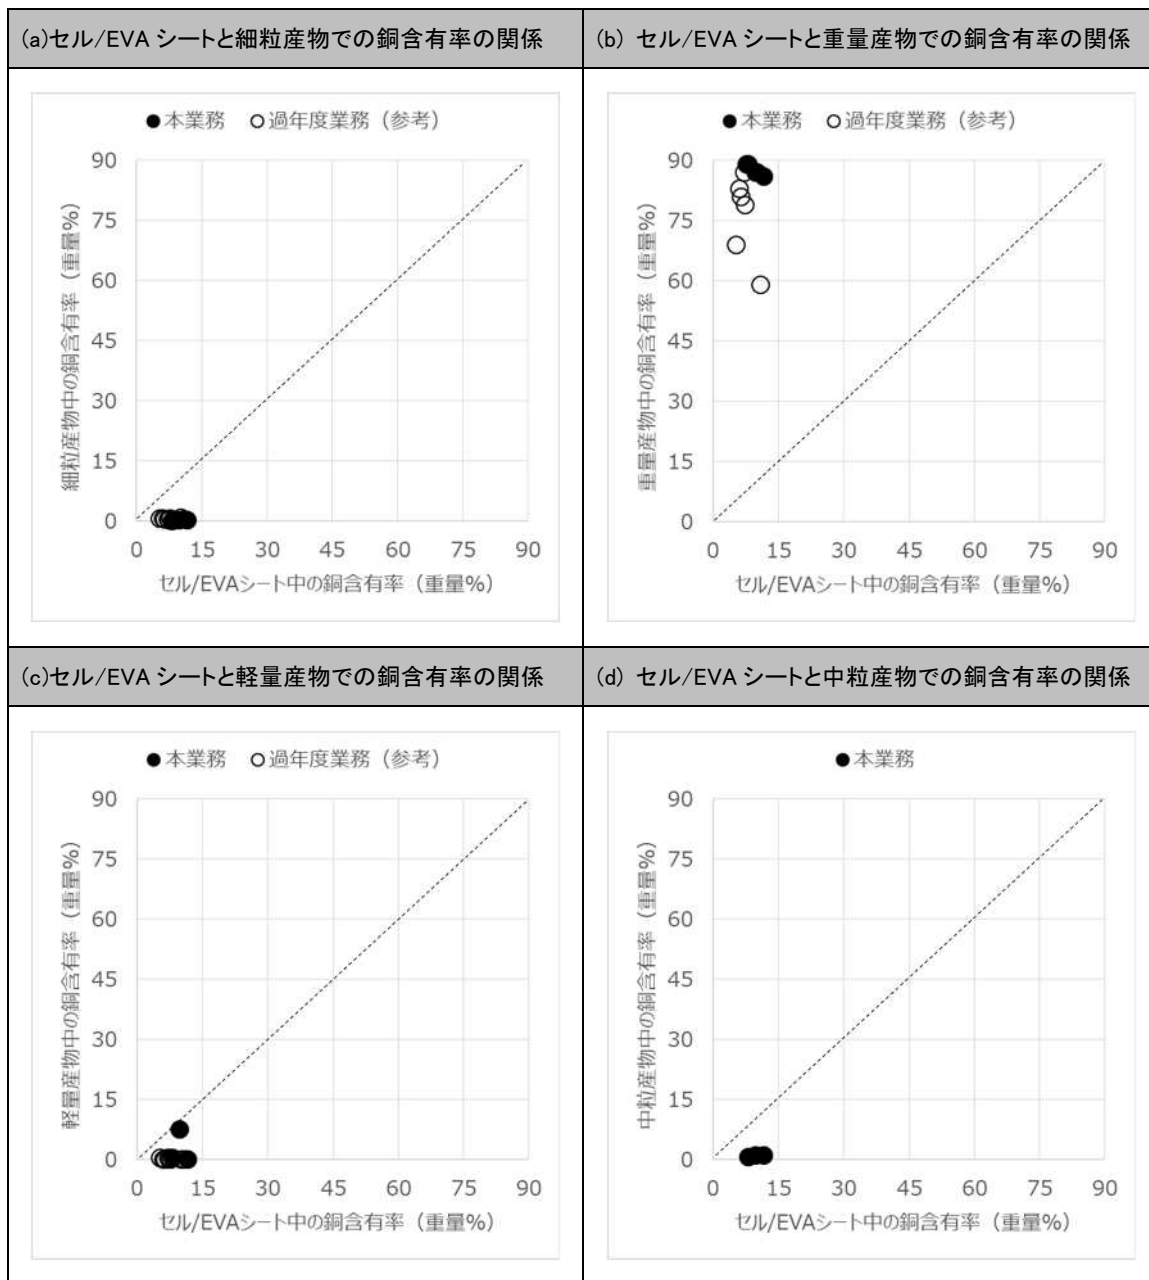 (a)セル/EVA シートと細粒産物での銅含有率の関係
●本業務 ○過年度業務（参考）
細粒産物中の銅含有率（重量%）
90
75
60
45
30
15
0
0 15 30 45 60 75 90
セル/EVAシート中の銅含有率（重量%）
(b) セル/EVA シートと重量産物での銅含有率の関係
●本業務 ○過年度業務（参考）
重量産物中の銅含有率（重量%）
90
75
60
45
30
15
0
0 15 30 45 60 75 90
セル/EVAシート中の銅含有率（重量%）
(c)セル/EVA シートと軽量産物での銅含有率の関係
●本業務 ○過年度業務（参考）
軽量産物中の銅含有率（重量%）
90
75
60
45
30
15
0
0 15 30 45 60 75 90
セル/EVAシート中の銅含有率（重量%）
(d) セル/EVA シートと中粒産物での銅含有率の関係
●本業務
中粒産物中の銅含有率（重量%）
90
75
60
45
30
15
0
0 15 30 45 60 75 90
セル/EVAシート中の銅含有率（重量%）